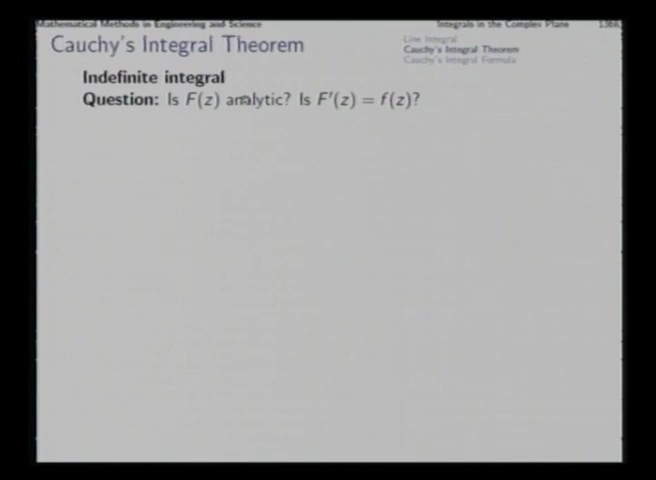 Mathematical Methods in Engineering and Science
Integrals in the Complex Plane
Line Integral
Cauchy's Integral Theorem
Cauchy's Integral Formula
Cauchy's Integral Theorem
Indefinite integral
Question: Is F(z) analytic? Is F′(z) = f(z)?